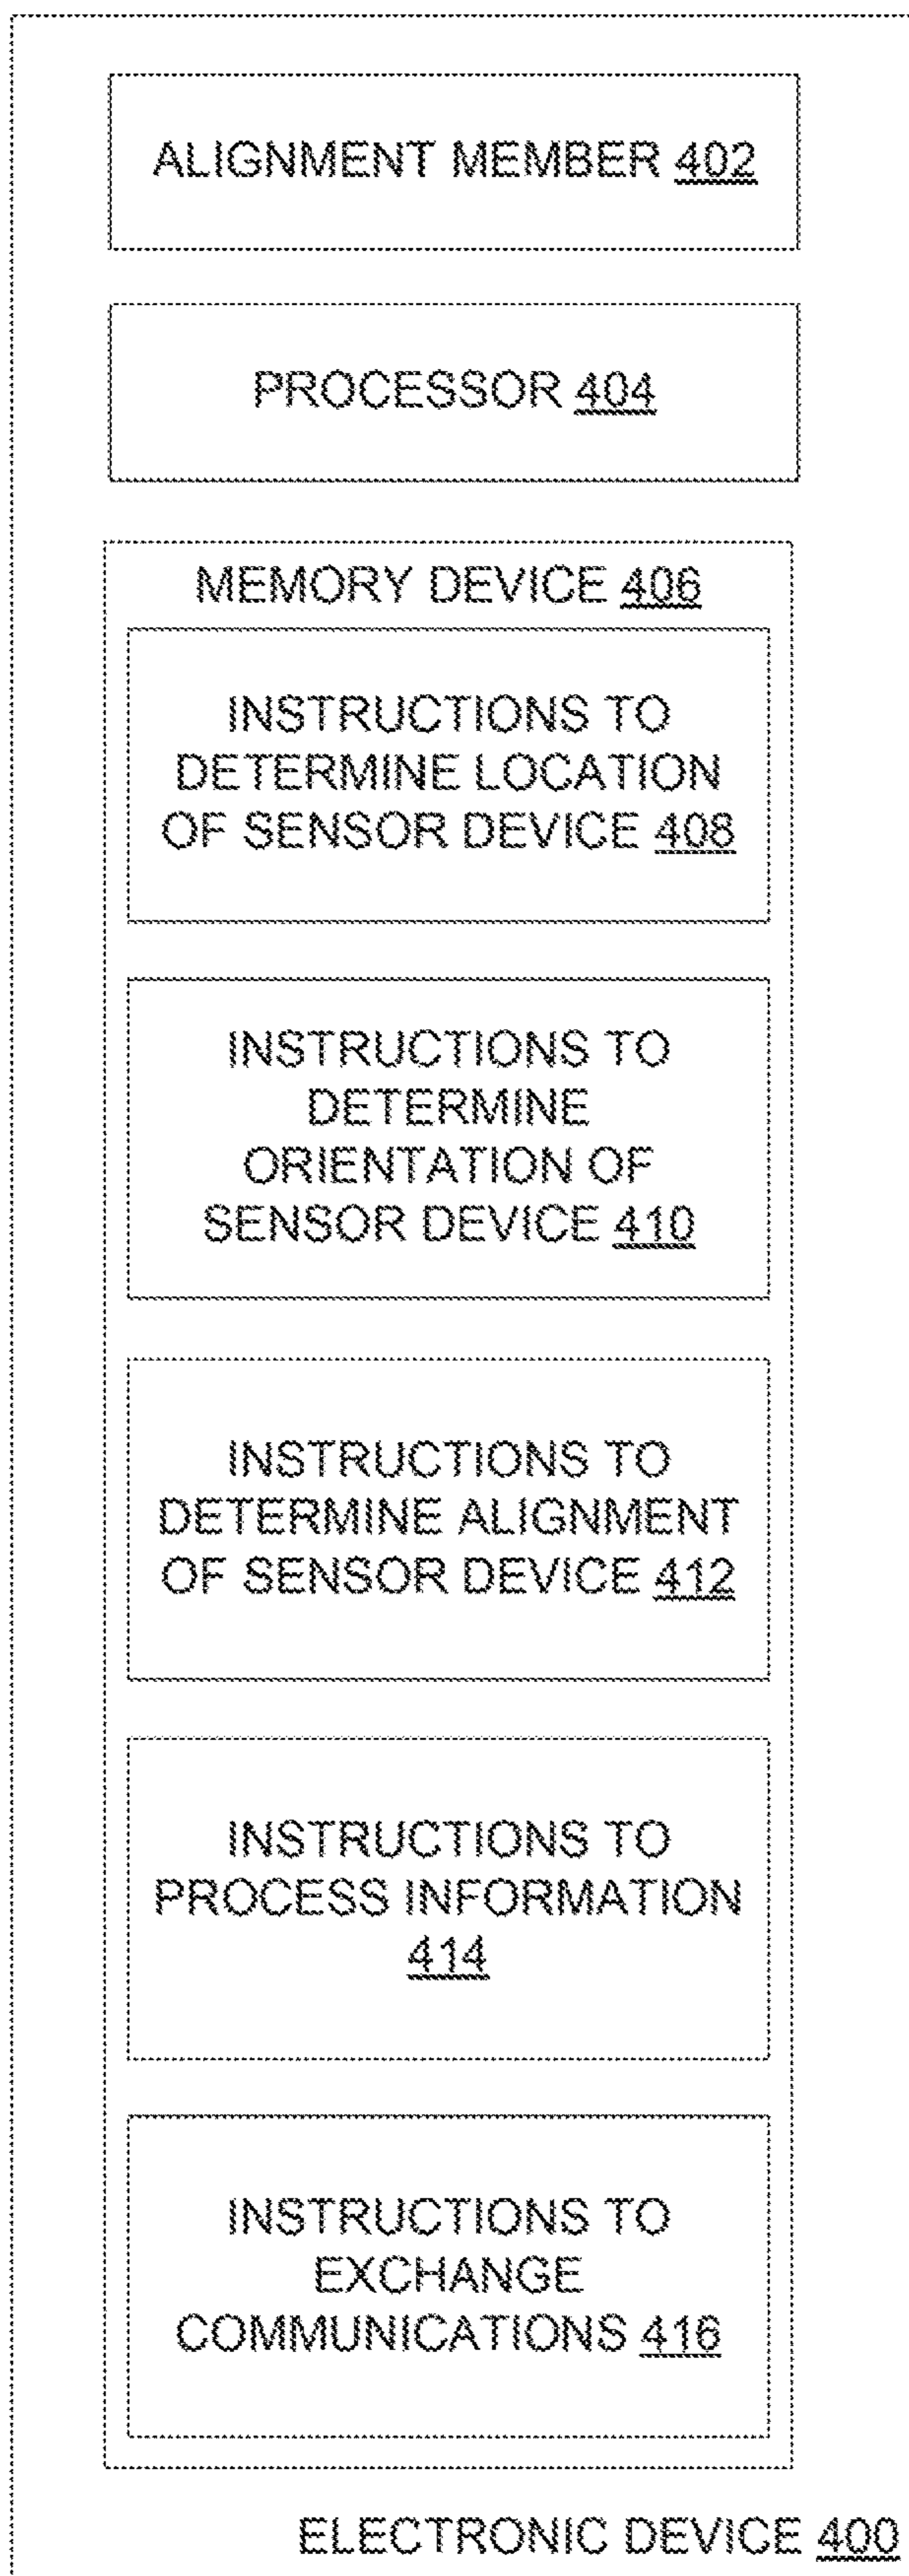 ALIGNMENT MEMBER 402
PROCESSOR 404
MEMORY DEVICE 406
INSTRUCTIONS TO
DETERMINE LOCATION
OF SENSOR DEVICE 408
INSTRUCTIONS TO
DETERMINE
ORIENTATION OF
SENSOR DEVICE 410
INSTRUCTIONS TO
DETERMINE ALIGNMENT
OF SENSOR DEVICE 412
INSTRUCTIONS TO
PROCESS INFORMATION
414
INSTRUCTIONS TO
EXCHANGE
COMMUNICATIONS 416
ELECTRONIC DEVICE 400